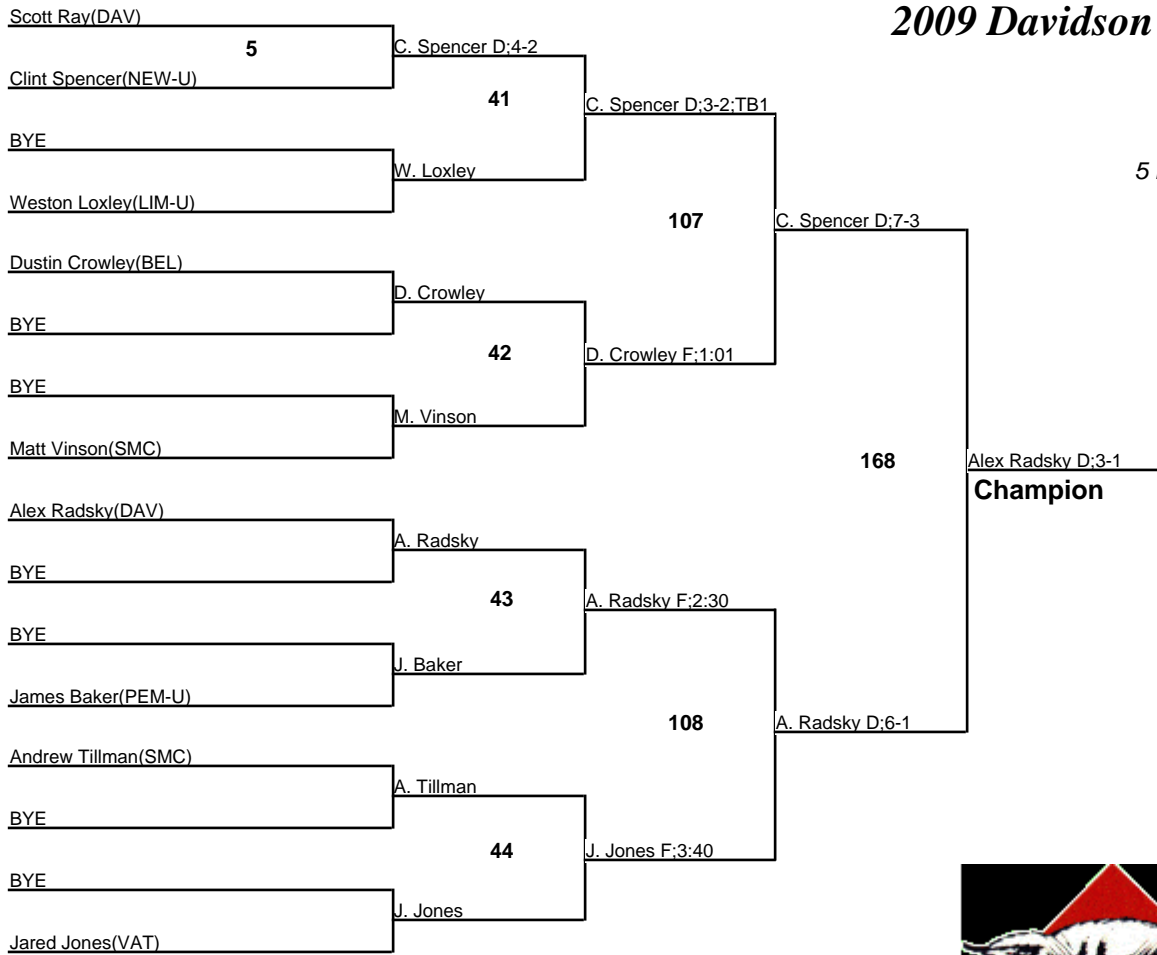 2009 Davidson
5
Scott Ray(DAV)
5
C. Spencer D;4-2
Clint Spencer(NEW-U)
41
C. Spencer D;3-2;TB1
BYE
W. Loxley
Weston Loxley(LIM-U)
107
C. Spencer D;7-3
Dustin Crowley(BEL)
D. Crowley
BYE
42
D. Crowley F;1:01
BYE
M. Vinson
Matt Vinson(SMC)
168
Alex Radsky D;3-1
Champion
Alex Radsky(DAV)
A. Radsky
BYE
43
A. Radsky F;2:30
BYE
J. Baker
James Baker(PEM-U)
108
A. Radsky D;6-1
Andrew Tillman(SMC)
A. Tillman
BYE
44
J. Jones F;3:40
BYE
J. Jones
Jared Jones(VAT)